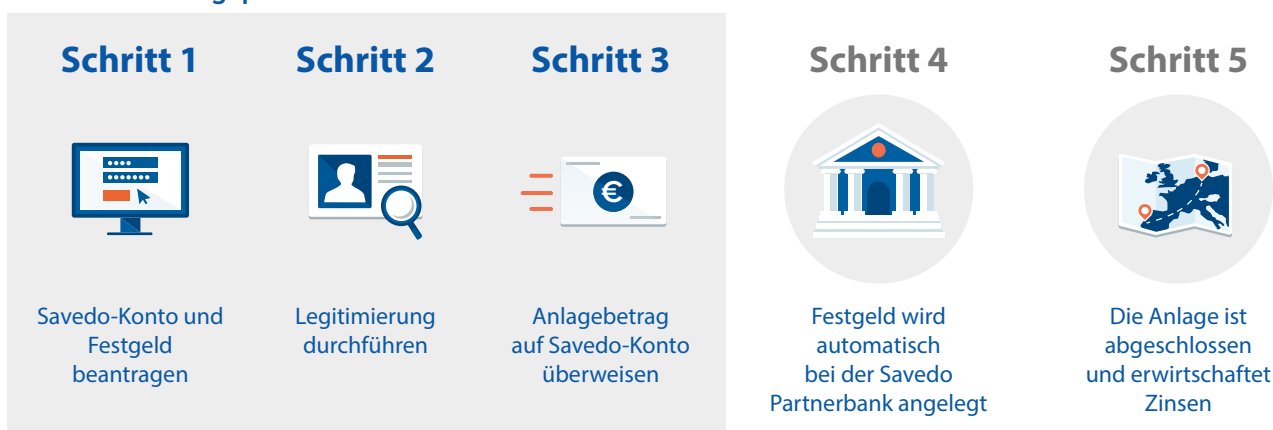 Schritt 1
Savedo-Konto und
Festgeld
beantragen
Schritt 2
Legitimierung
durchführen
Schritt 3
Anlagebetrag
auf Savedo-Konto
überweisen
Schritt 4
Festgeld wird
automatisch
bei der Savedo
Partnerbank angelegt
Schritt 5
Die Anlage ist
abgeschlossen
und erwirtschaftet
Zinsen